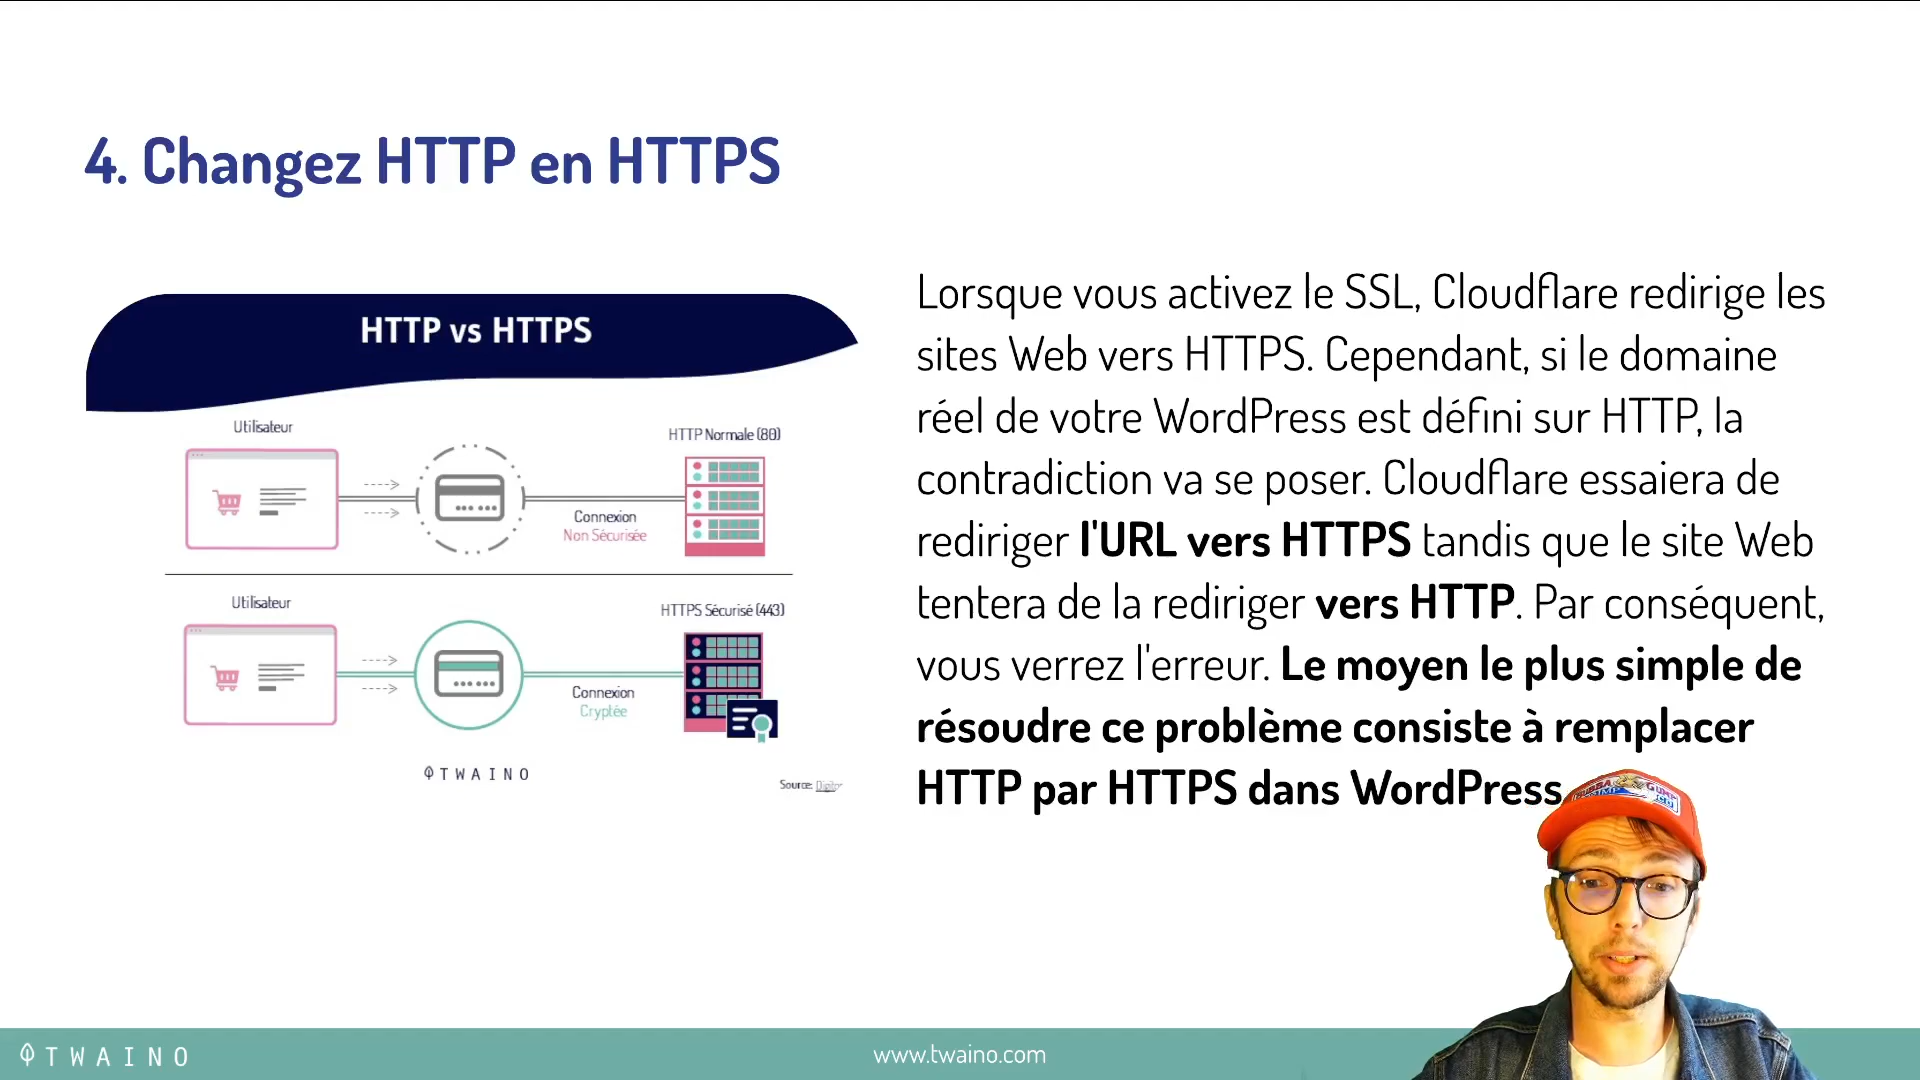 4. Changez HTTP en HTTPS
HTTP vs HTTPS
Utilisateur
HTTP Normale (80)
Connexion
Non Sécurisée
Utilisateur
HTTPS Sécurisé (443)
Connexion
Cryptée
TWAINO
Source:
Lorsque vous activez le SSL, Cloudflare redirige les
sites Web vers HTTPS. Cependant, si le domaine
réel de votre WordPress est défini sur HTTP, la
contradiction va se poser. Cloudflare essaiera de
rediriger l'URL vers HTTPS tandis que le site Web
tentera de la rediriger vers HTTP. Par conséquent,
vous verrez l'erreur. Le moyen le plus simple de
résoudre ce problème consiste à remplacer
HTTP par HTTPS dans WordPress
GUMP
TWAINO
www.twaino.com